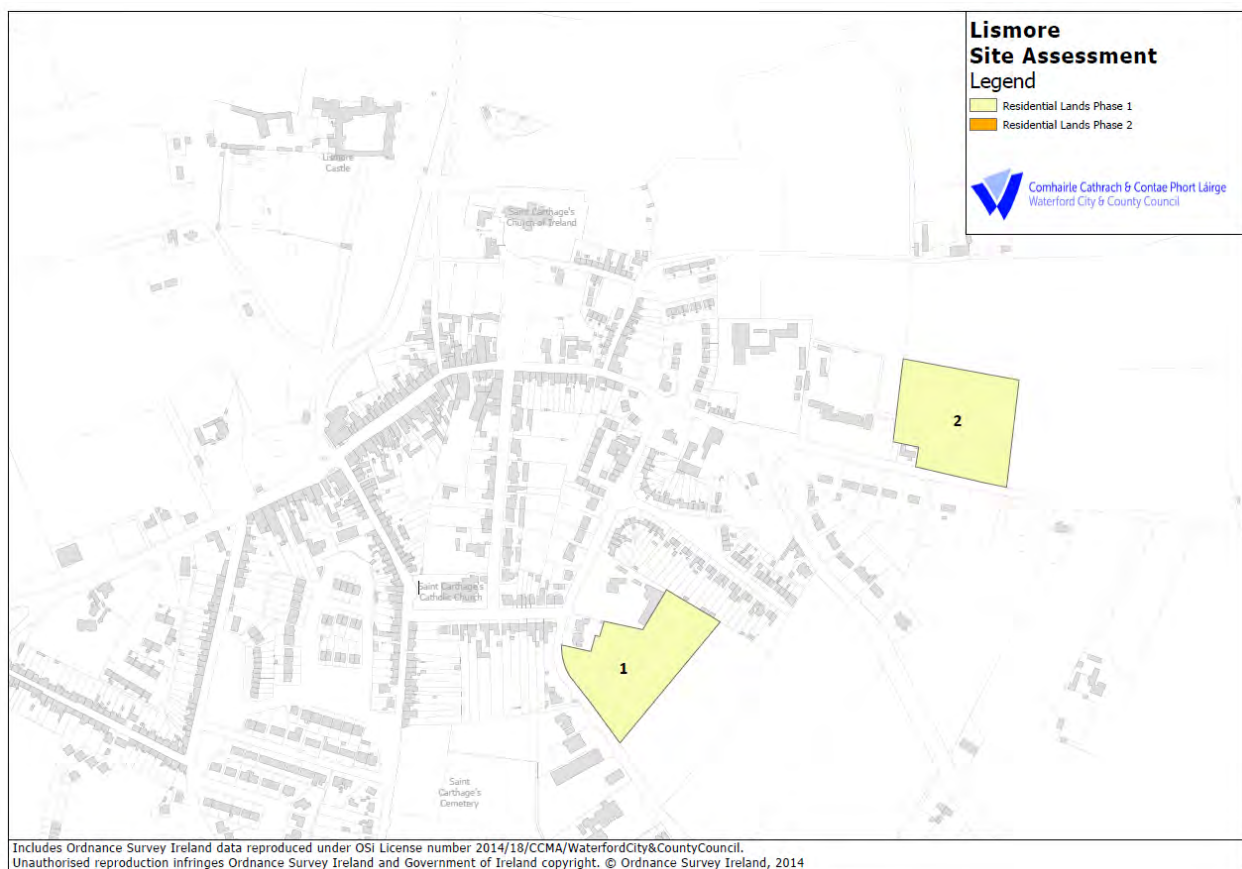 Lismore
Site Assessment
Legend
Residential Lands Phase 1
Residential Lands Phase 2
Comhairle Cathrach & Contae Phort Láirge
Waterford City & County Council
Lismore
Castle
Saint Carthage's
Church of Ireland
2
Saint Carthage's
Catholic Church
1
Saint
Carthage's
Cemetery
Includes Ordnance Survey Ireland data reproduced under OSi License number 2014/18/CCMA/WaterfordCity&CountyCouncil.
Unauthorised reproduction infringes Ordnance Survey Ireland and Government of Ireland copyright. © Ordnance Survey Ireland, 2014